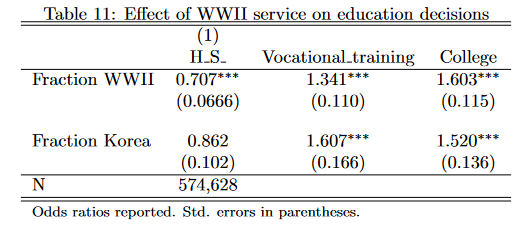 Table 11: Effect of WWII service on education decisions
(1)
H_S_ Vocational_training College
Fraction WWII 0.707*** 1.341*** 1.603***
(0.0666) (0.110) (0.115)
Fraction Korea 0.862 1.607*** 1.520***
(0.102) (0.166) (0.136)
N 574,628
Odds ratios reported. Std. errors in parentheses.